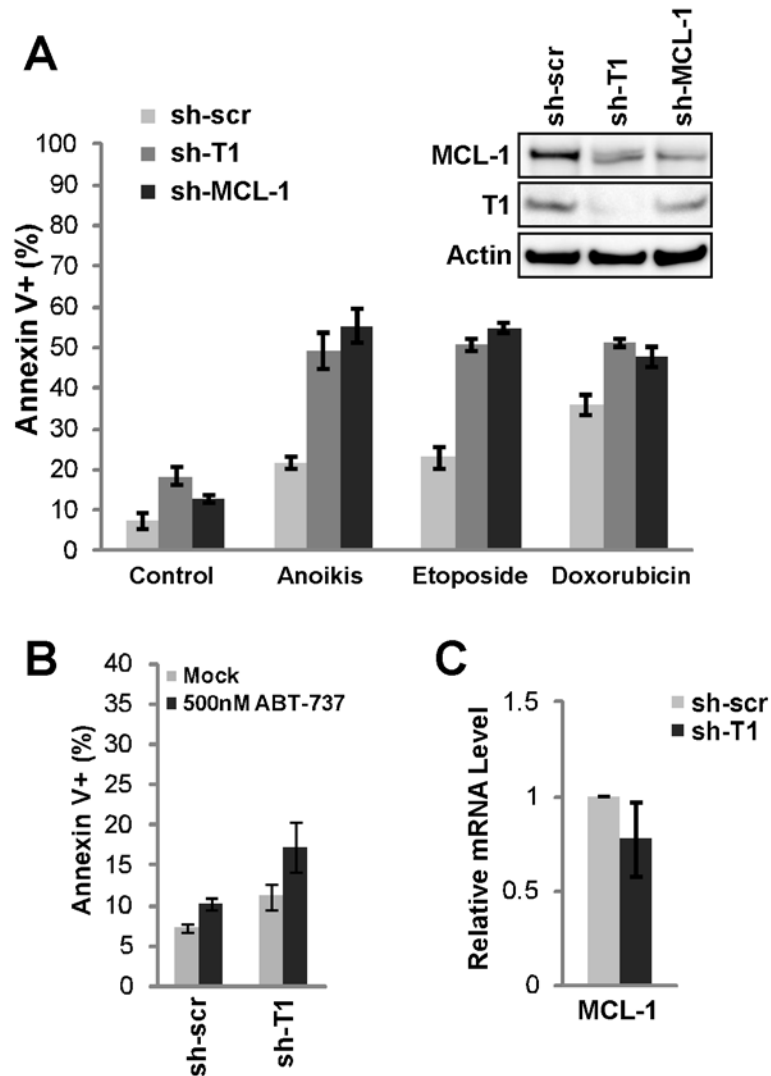 A
sh-scr
sh-T1
sh-MCL-1
sh-scr
sh-T1
sh-MCL-1
MCL-1
T1
Actin
Annexin V+ (%)
100
90
80
70
60
50
40
30
20
10
0
Control
Anoikis
Etoposide
Doxorubicin
B
Mock
500nM ABT-737
Annexin V+ (%)
40
35
30
25
20
15
10
5
0
sh-scr
sh-T1
C
sh-scr
sh-T1
Relative mRNA Level
1.5
1
0.5
0
MCL-1